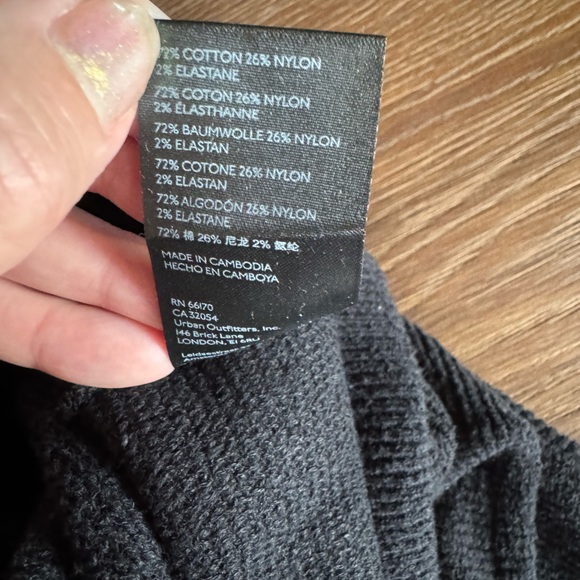 72% COTTON 26% NYLON
2% ELASTANE
72% COTON 26% NYLON
2% ÉLASTHANNE
72% BAUMWOLLE 26% NYLON
2% ELASTAN
72% COTONE 26% NYLON
2% ELASTAN
72% ALGODÓN 26% NYLON
2% ELASTANE
72% 棉 26% 尼龙 2% 氨纶
MADE IN CAMBODIA
HECHO EN CAMBOYA
RN 66170
CA 32054
Urban Outfitters, Inc.
146 Brick Lane
LONDON, E1 6RU